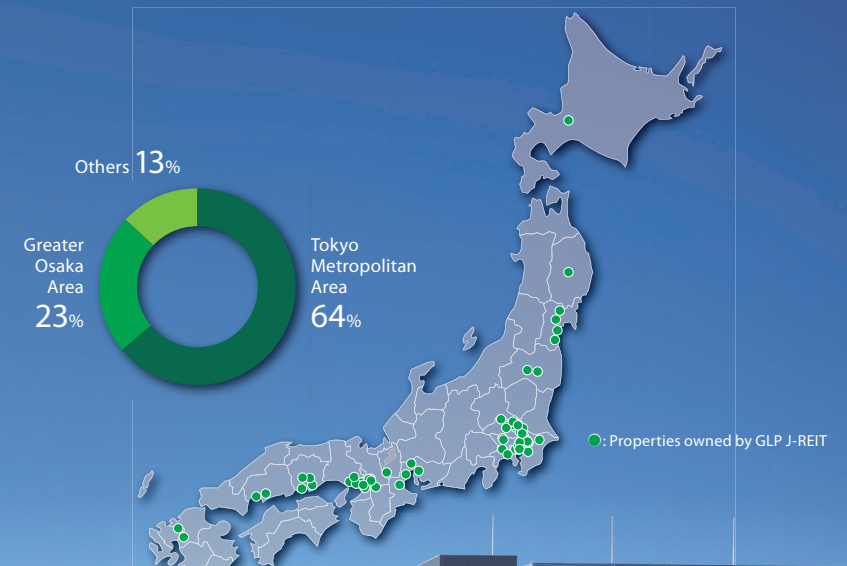 Others 13%
Greater
Osaka
Area
23%
Tokyo
Metropolitan
Area
64%
: Properties owned by GLP J-REIT